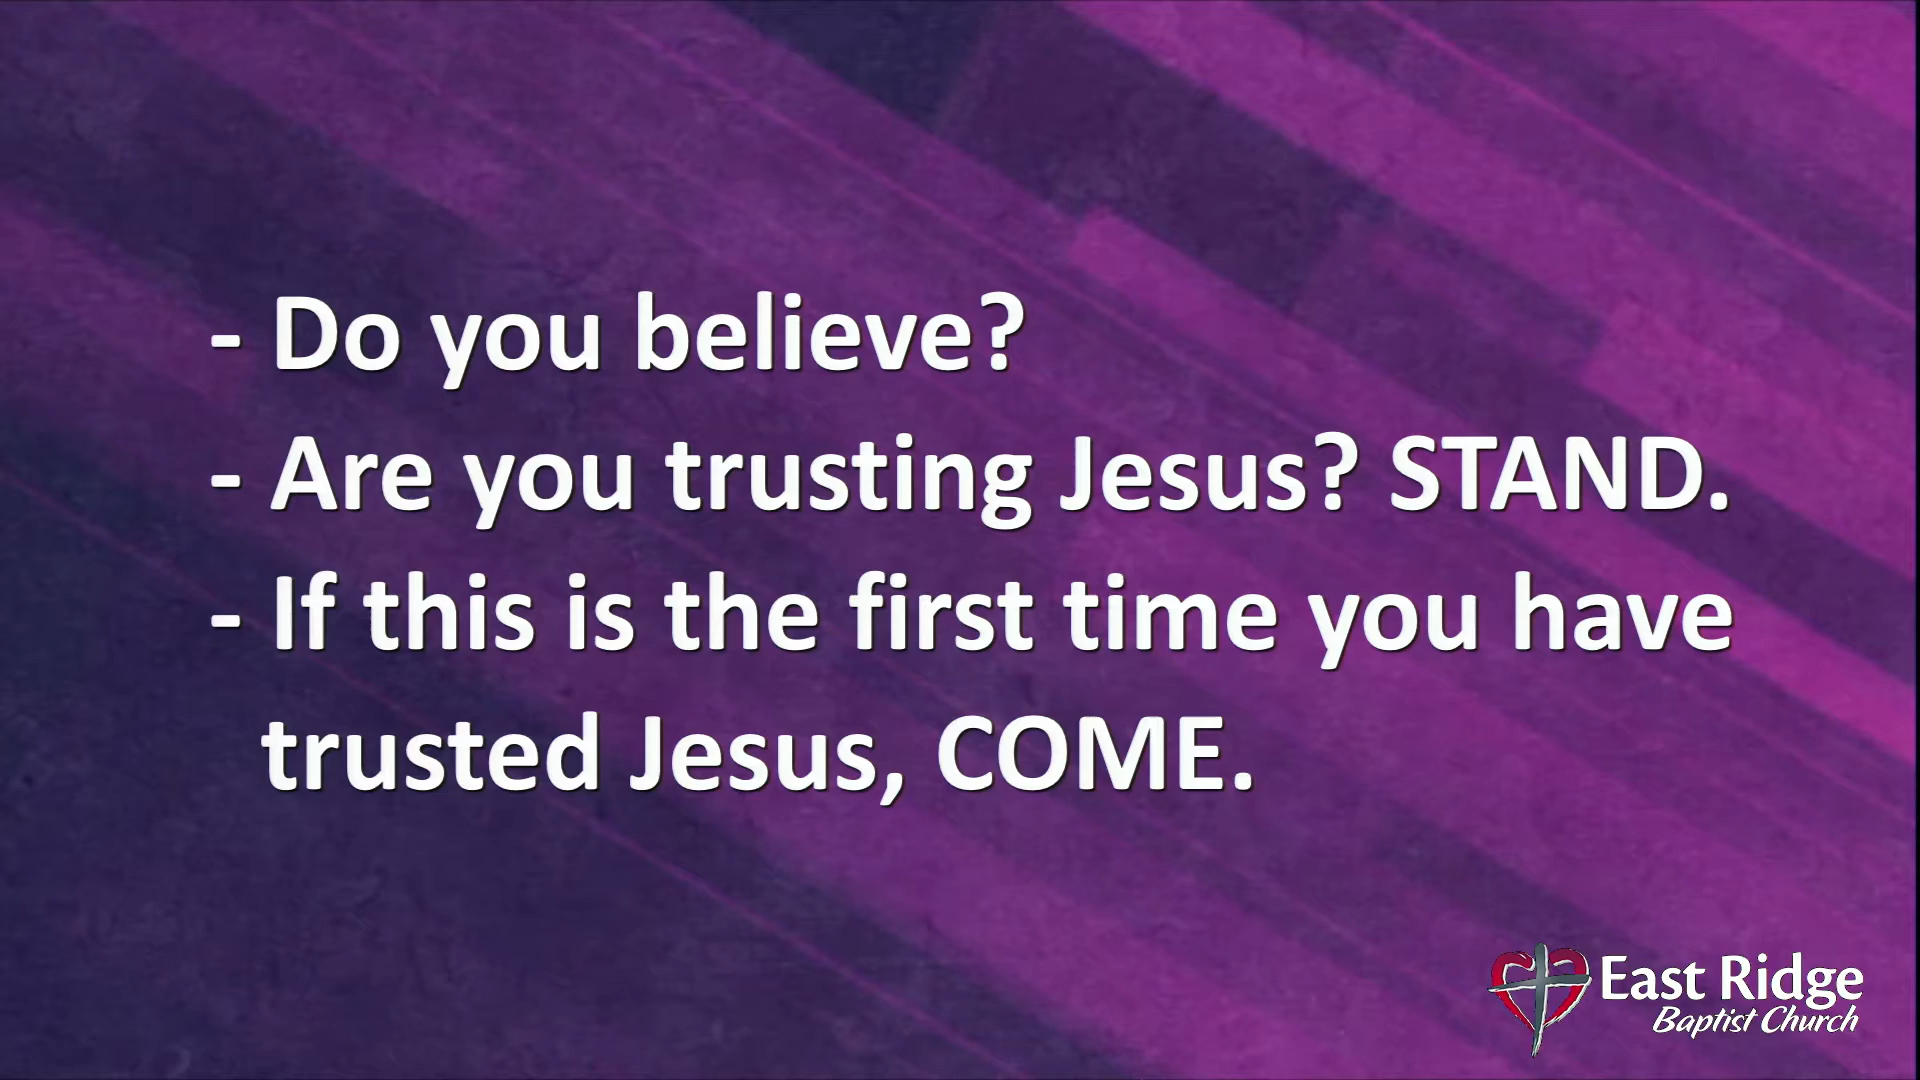 - Do you believe?
- Are you trusting Jesus? STAND.
- If this is the first time you have
trusted Jesus, COME.
East Ridge
Baptist Church